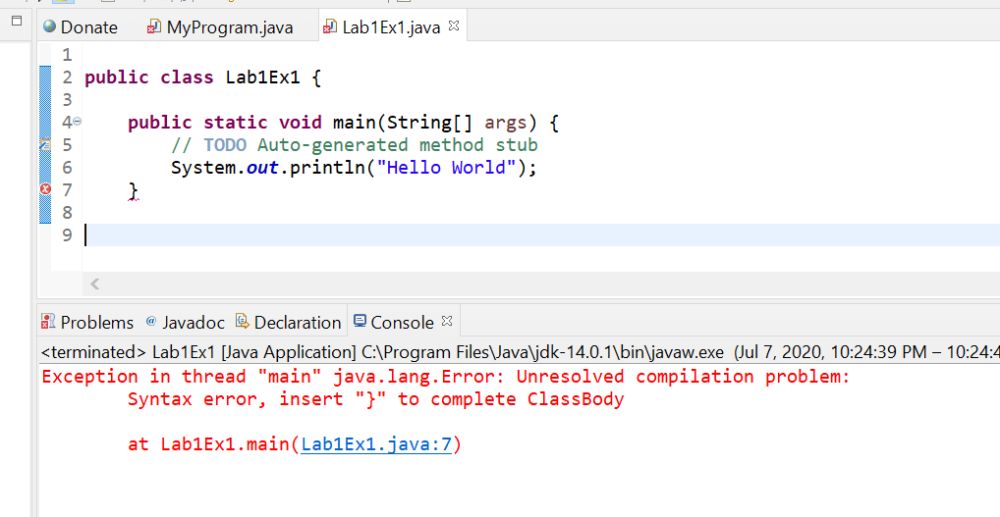 Donate MyProgram.java Lab1Ex1.java
1
2 public class Lab1Ex1 {
3
4 public static void main(String[] args) {
5 // TODO Auto-generated method stub
6 System.out.println("Hello World");
7 }
8
9
Problems @ Javadoc Declaration Console
<terminated> Lab1Ex1 [Java Application] C:\Program Files\Java\jdk-14.0.1\bin\javaw.exe (Jul 7, 2020, 10:24:39 PM – 10:24:4
Exception in thread "main" java.lang.Error: Unresolved compilation problem:
Syntax error, insert "}" to complete ClassBody
at Lab1Ex1.main(Lab1Ex1.java:7)